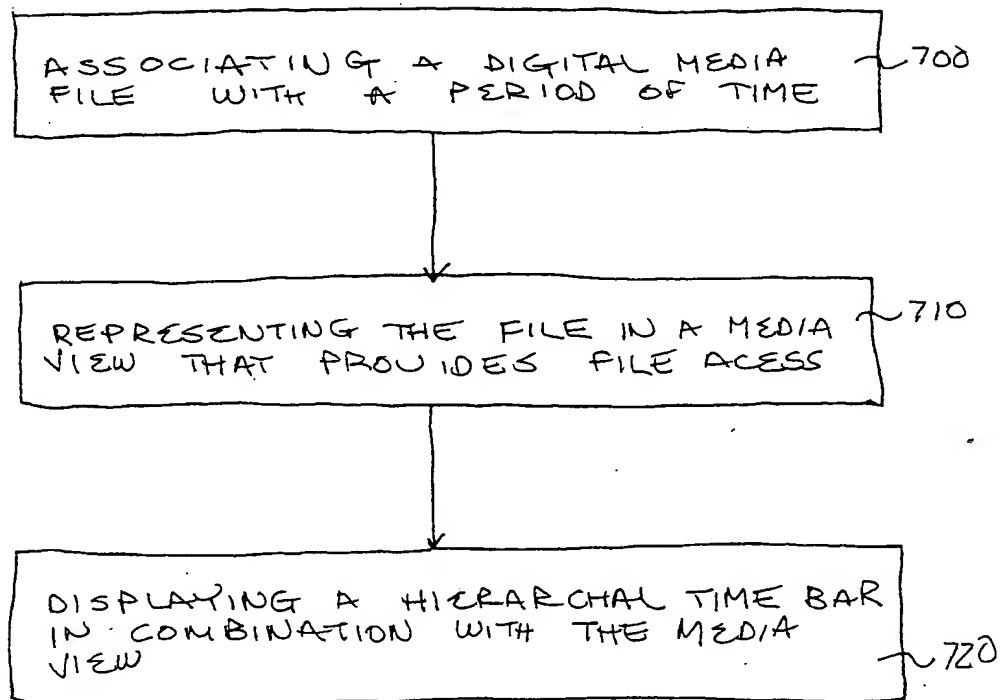 ASSOCIATING A DIGITAL MEDIA 700
FILE WITH A PERIOD OF TIME
REPRESENTING THE FILE IN A MEDIA 710
VIEW THAT PROVIDES FILE ACESS
DISPLAYING A HIERARCHAL TIME BAR
IN COMBINATION WITH THE MEDIA
VIEW 720